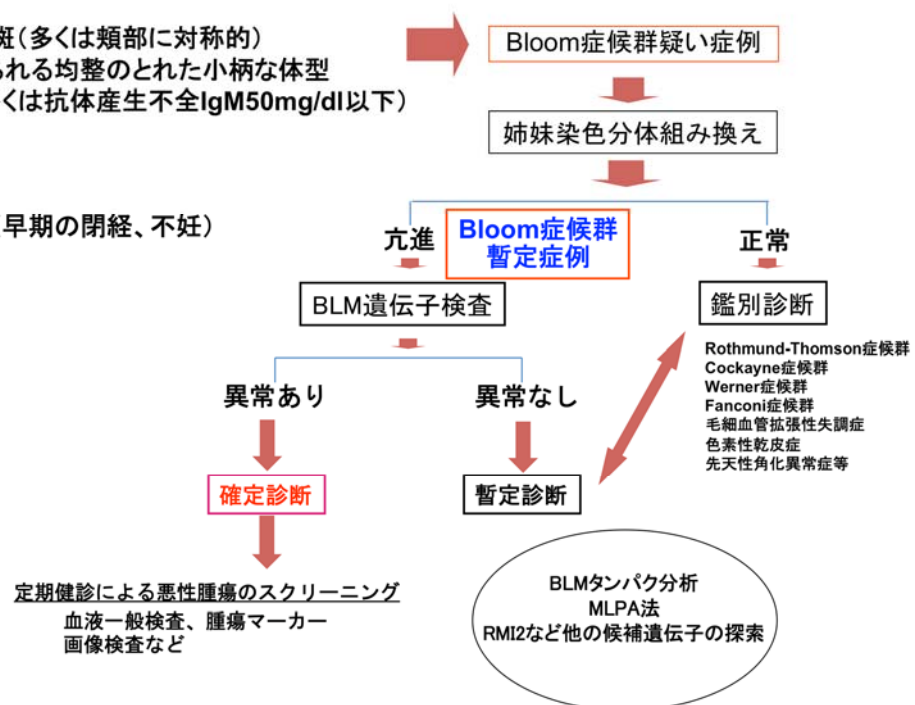 斑（多くは頬部に対称的）
られる均整のとれた小柄な体型
くは抗体産生不全IgM50mg/dl以下）
早期の閉経、不妊）
Bloom症候群疑い症例
姉妹染色分体組み換え
亢進
Bloom症候群
暫定症例
正常
BLM遺伝子検査
鑑別診断
Rothmund-Thomson症候群
Cockayne症候群
Werner症候群
Fanconi症候群
毛細血管拡張性失調症
色素性乾皮症
先天性角化異常症等
異常あり
異常なし
確定診断
暫定診断
定期健診による悪性腫瘍のスクリーニング
血液一般検査、腫瘍マーカー
画像検査など
BLMタンパク分析
MLPA法
RMI2など他の候補遺伝子の探索